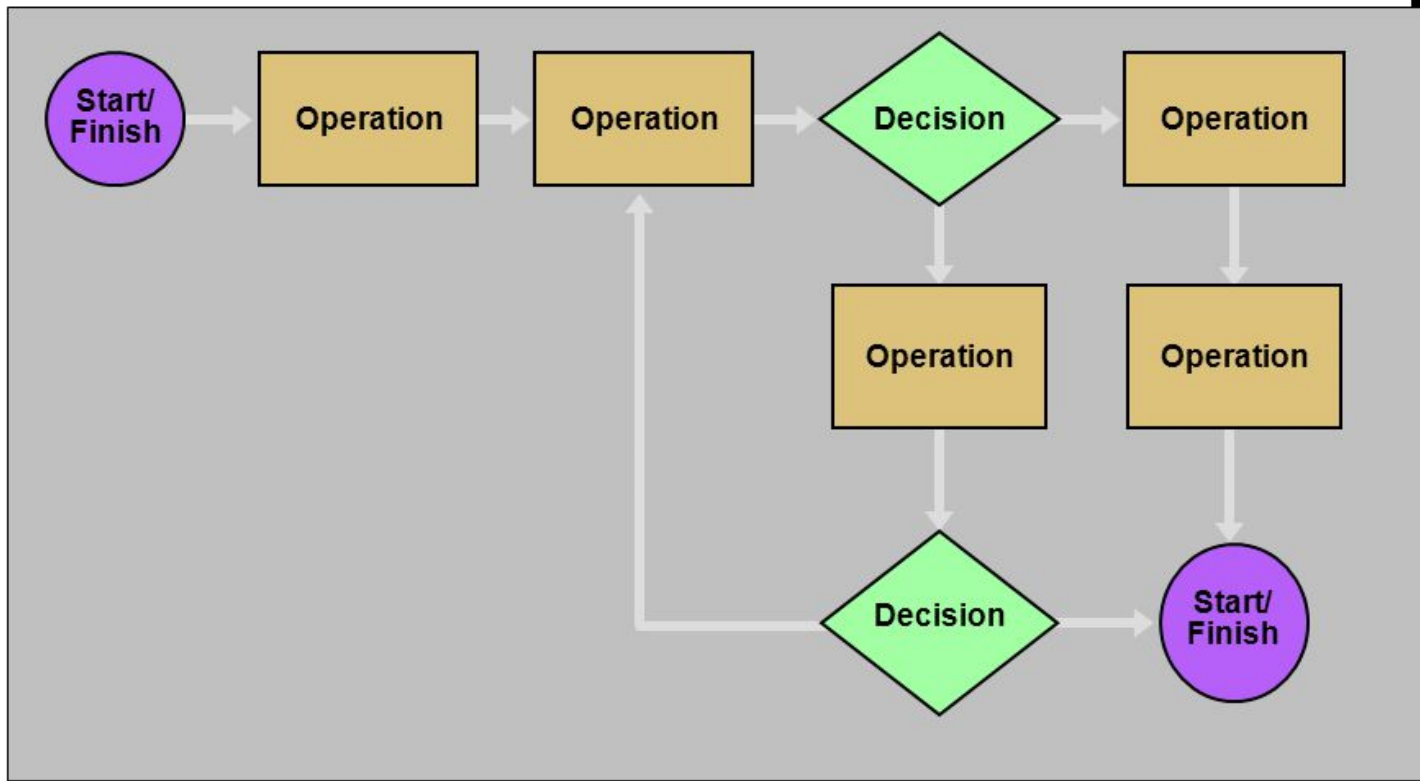 Start/
Finish
Operation
Operation
Decision
Operation
Operation
Operation
Decision
Start/
Finish